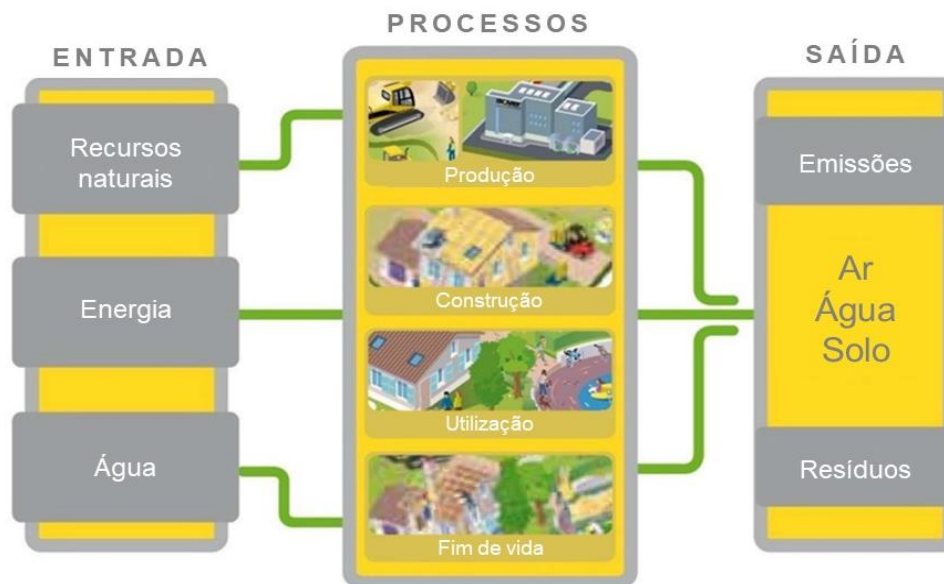 ENTRADA
Recursos
naturais
Energia
Água
PROCESSOS
Produção
Construção
Utilização
Fim de vida
SAÍDA
Emissões
Ar
Água
Solo
Resíduos